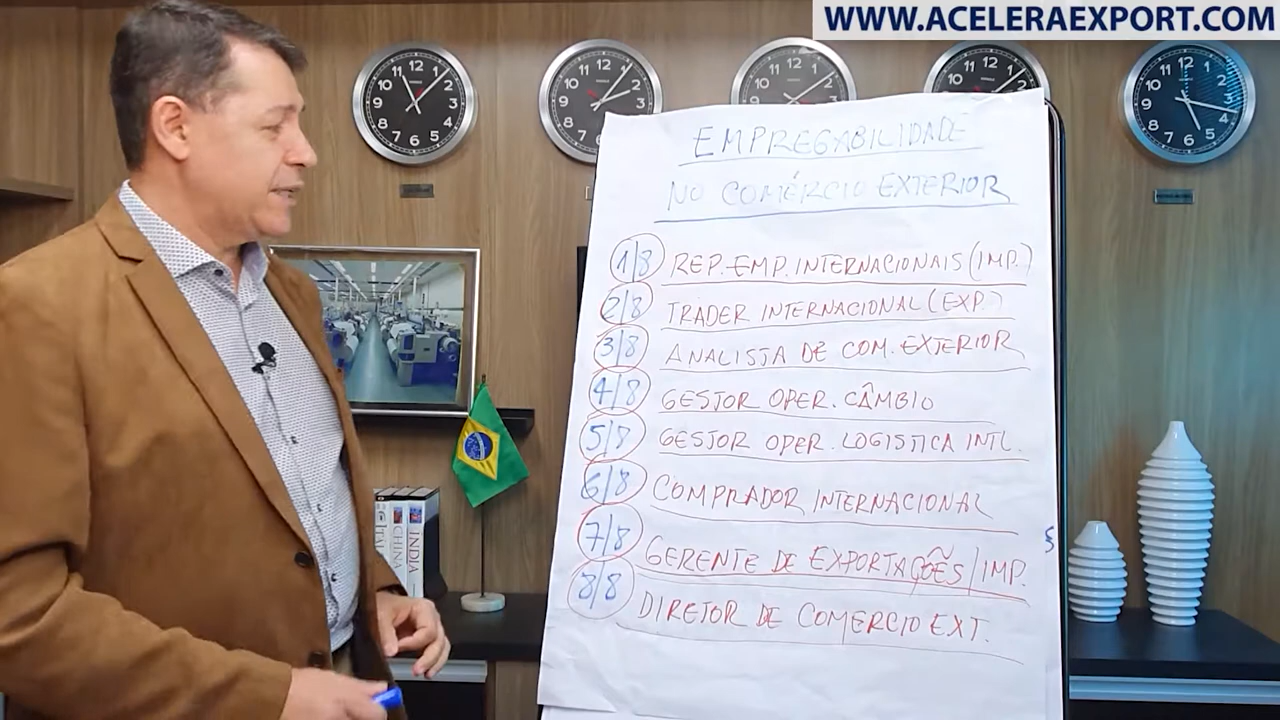 WWW.ACELERAEXPORT.COM
EMPREGABILIDADE
NO COMÉRCIO EXTERIOR
1/8 REP. EMP. INTERNACIONAIS (IMP.)
2/8 TRADER INTERNACIONAL (EXP.)
3/8 ANALISTA DE COM. EXTERIOR
4/8 GESTOR OPER. CÂMBIO
5/8 GESTOR OPER. LOGISTICA INTL.
6/8 COMPRADOR INTERNACIONAL
7/8 GERENTE DE EXPORTAÇÕES/IMP.
8/8 DIRETOR DE COMERCIO EXT.
CHINA
INDIA